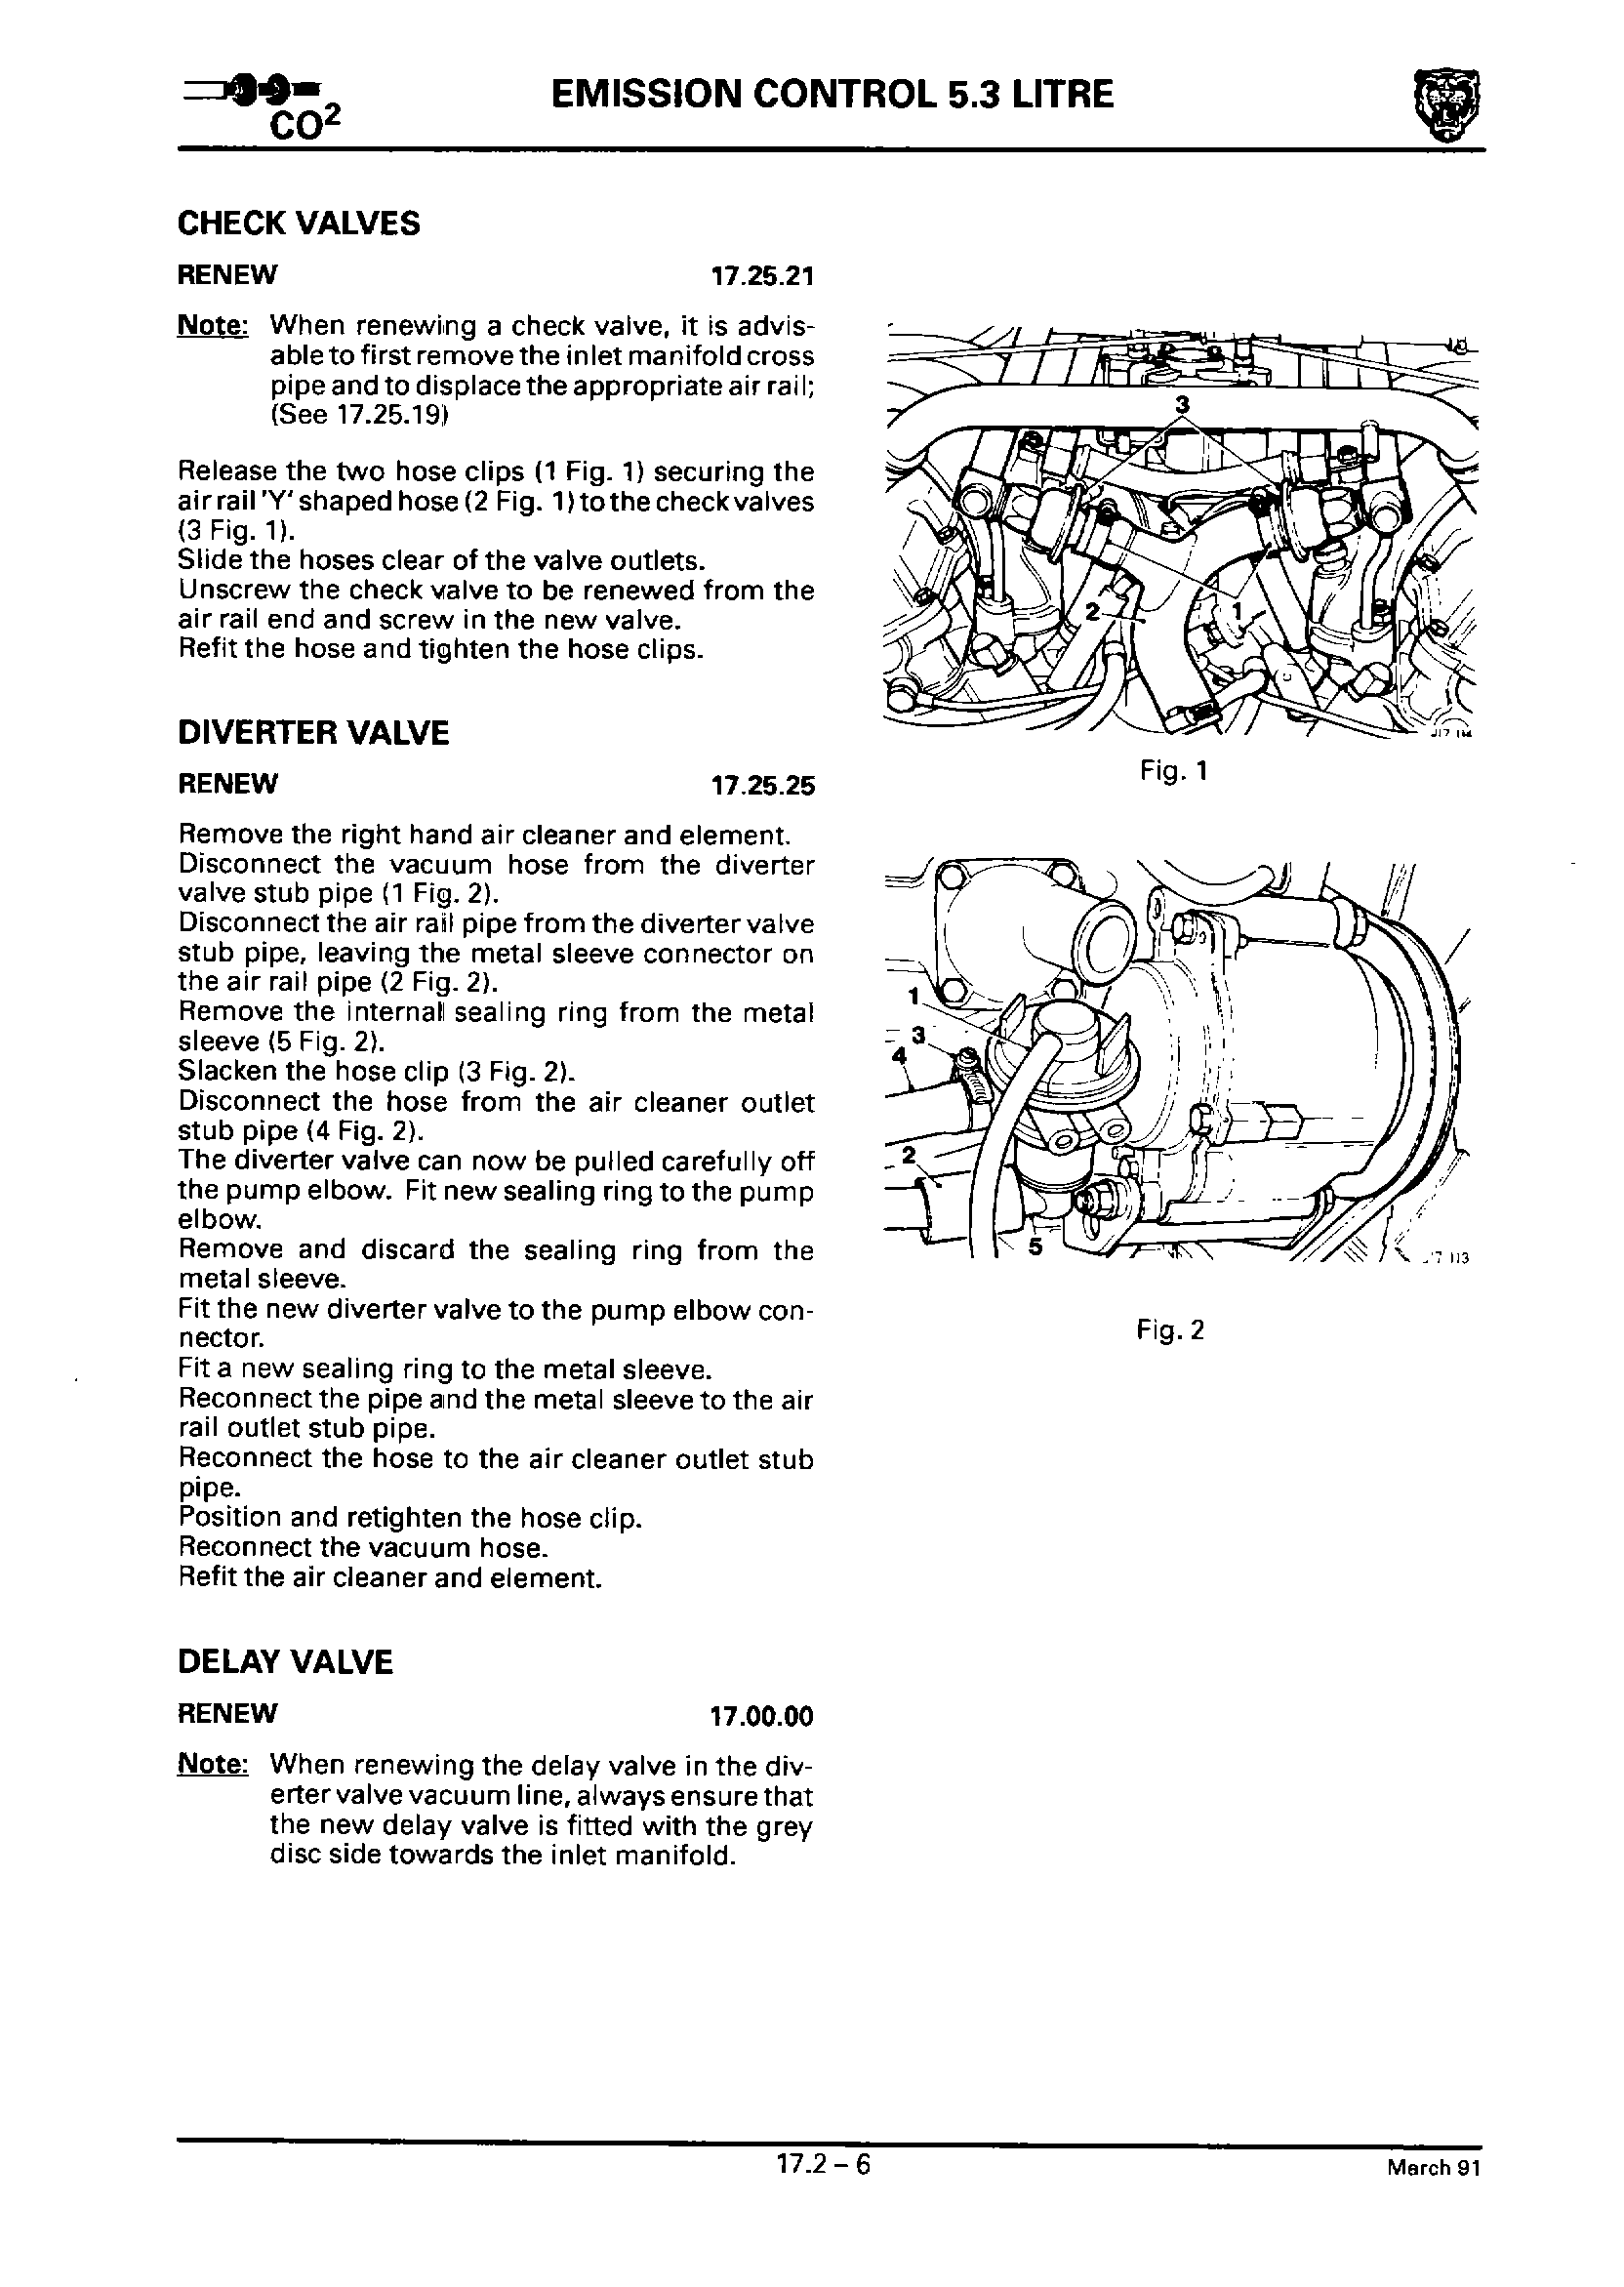 CO2
EMISSION CONTROL 5.3 LITRE
CHECK VALVES
RENEW 17.25.21
Note: When renewing a check valve, it is advis-
able to first remove the inlet manifold cross
pipe and to displace the appropriate air rail;
(See 17.25.19)
Release the two hose clips (1 Fig. 1) securing the
air rail 'Y' shaped hose (2 Fig. 1) to the check valves
(3 Fig. 1).
Slide the hoses clear of the valve outlets.
Unscrew the check valve to be renewed from the
air rail end and screw in the new valve.
Refit the hose and tighten the hose clips.
DIVERTER VALVE
RENEW 17.25.25
Remove the right hand air cleaner and element.
Disconnect the vacuum hose from the diverter
valve stub pipe (1 Fig. 2).
Disconnect the air rail pipe from the diverter valve
stub pipe, leaving the metal sleeve connector on
the air rail pipe (2 Fig. 2).
Remove the internal sealing ring from the metal
sleeve (5 Fig. 2).
Slacken the hose clip (3 Fig. 2).
Disconnect the hose from the air cleaner outlet
stub pipe (4 Fig. 2).
The diverter valve can now be pulled carefully off
the pump elbow. Fit new sealing ring to the pump
elbow.
Remove and discard the sealing ring from the
metal sleeve.
Fit the new diverter valve to the pump elbow con-
nector.
Fit a new sealing ring to the metal sleeve.
Reconnect the pipe and the metal sleeve to the air
rail outlet stub pipe.
Reconnect the hose to the air cleaner outlet stub
pipe.
Position and retighten the hose clip.
Reconnect the vacuum hose.
Refit the air cleaner and element.
DELAY VALVE
RENEW 17.00.00
Note: When renewing the delay valve in the div-
erter valve vacuum line, always ensure that
the new delay valve is fitted with the grey
disc side towards the inlet manifold.
3
2
1
J17 114
Fig. 1
1
3
4
2
5
113
Fig. 2
17.2 – 6
March 91